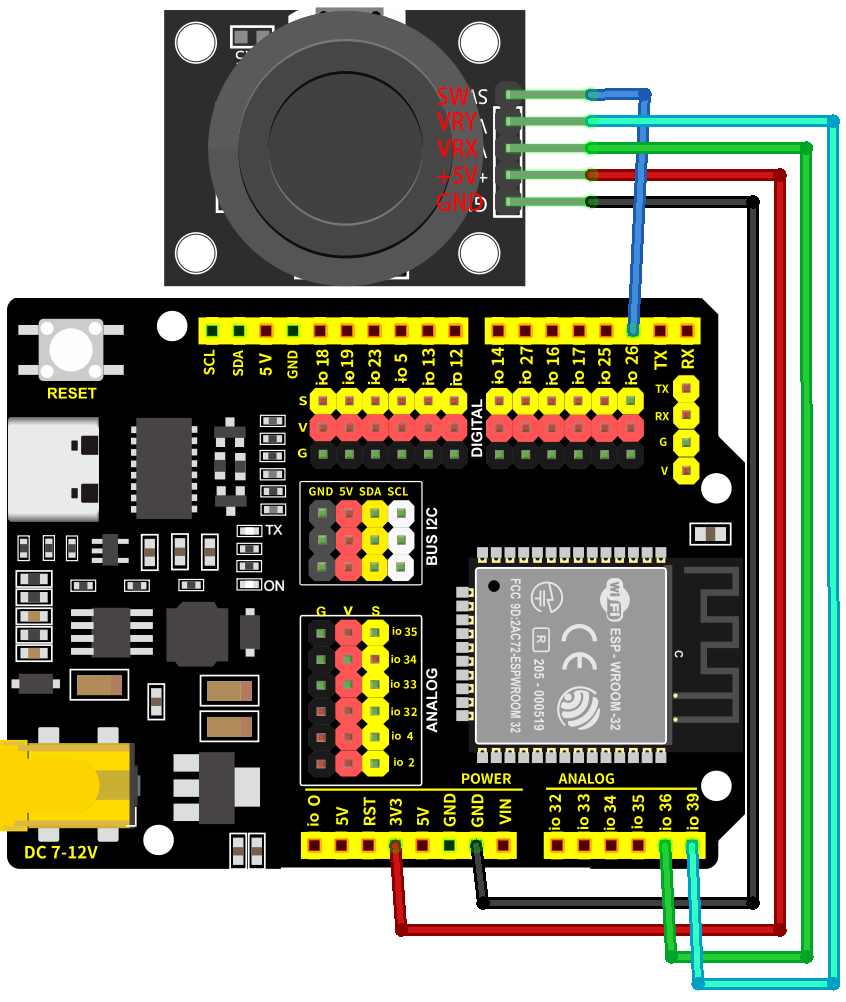 SW\S
VRY
VRX
+5V+
GND
RESET
SCL
SDA
5 V
GND
io 18
io 19
io 23
io 5
io 13
io 12
io 14
io 27
io 16
io 17
io 25
io 26
TX
RX
S
V
G
DIGITAL
TX
RX
G
V
GND 5V SDA SCL
BUS I2C
TX
ON
G V S
io 35
io 34
io 33
io 32
io 4
io 2
ANALOG
WiFi
ESP - WROOM -32
CE
R
205 - 000519
FCC 9D:2AC72-ESPWROOM 32
C
POWER
ANALOG
io O
5V
RST
3V3
5V
GND
GND
VIN
io 32
io 33
io 34
io 35
io 36
io 39
DC 7-12V